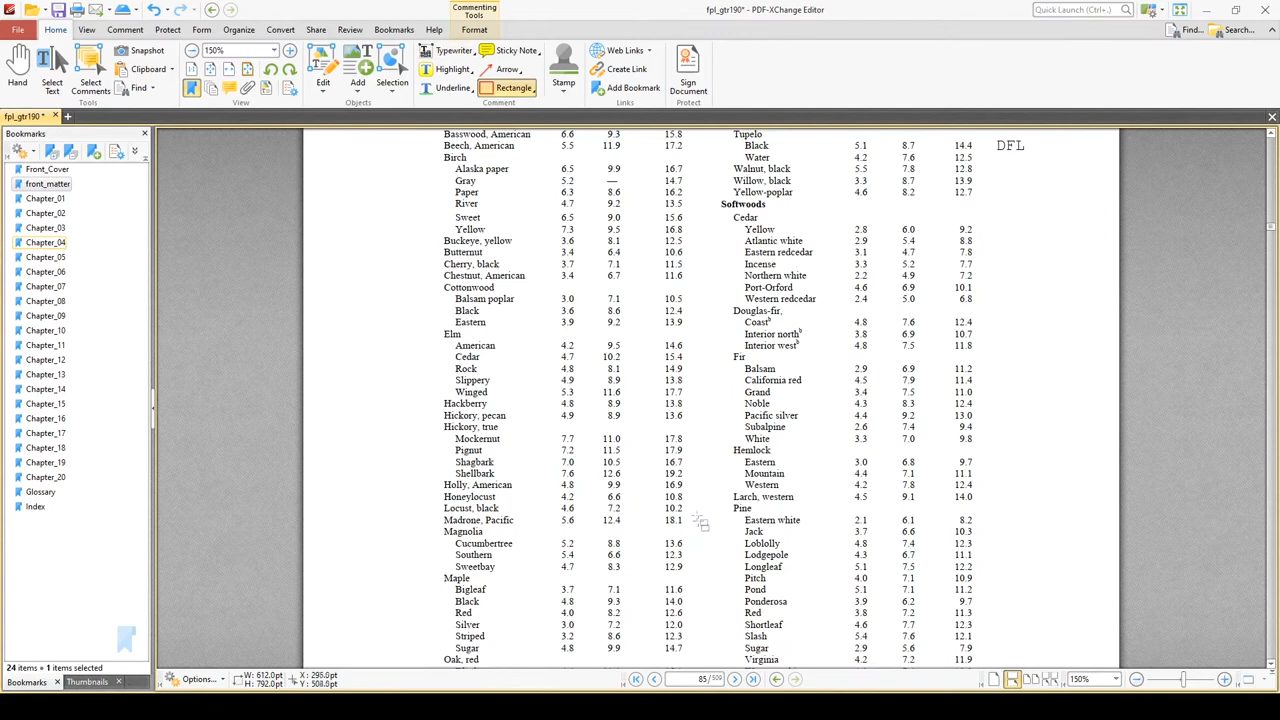 Commenting Tools
fpl_gtr190* - PDF-XChange Editor
Quick Launch (Ctrl+.)
File Home View Comment Protect Form Organize Convert Share Review Bookmarks Help Format
Find... Search...
Hand
Select Text
Select Comments
Snapshot
Clipboard
Find
Tools
150%
View
Edit
Add
Selection
Objects
Typewriter Sticky Note
Highlight Arrow
Underline Rectangle
Comment
Stamp
Web Links
Create Link
Add Bookmark
Links
Sign Document
Protect
fpl_gtr190 *
Bookmarks
Front_Cover
front_matter
Chapter_01
Chapter_02
Chapter_03
Chapter_04
Chapter_05
Chapter_06
Chapter_07
Chapter_08
Chapter_09
Chapter_10
Chapter_11
Chapter_12
Chapter_13
Chapter_14
Chapter_15
Chapter_16
Chapter_17
Chapter_18
Chapter_19
Chapter_20
Glossary
Index
24 items • 1 items selected
Bookmarks Thumbnails
Basswood, American 6.6 9.3 15.8
Beech, American 5.5 11.9 17.2
Birch
Alaska paper 6.5 9.9 16.7
Gray 5.2 — 14.7
Paper 6.3 8.6 16.2
River 4.7 9.2 13.5
Sweet 6.5 9.0 15.6
Yellow 7.3 9.5 16.8
Buckeye, yellow 3.6 8.1 12.5
Butternut 3.4 6.4 10.6
Cherry, black 3.7 7.1 11.5
Chestnut, American 3.4 6.7 11.6
Cottonwood
Balsam poplar 3.0 7.1 10.5
Black 3.6 8.6 12.4
Eastern 3.9 9.2 13.9
Elm
American 4.2 9.5 14.6
Cedar 4.7 10.2 15.4
Rock 4.8 8.1 14.9
Slippery 4.9 8.9 13.8
Winged 5.3 11.6 17.7
Hackberry 4.8 8.9 13.8
Hickory, pecan 4.9 8.9 13.6
Hickory, true
Mockernut 7.7 11.0 17.8
Pignut 7.2 11.5 17.9
Shagbark 7.0 10.5 16.7
Shellbark 7.6 12.6 19.2
Holly, American 4.8 9.9 16.9
Honeylocust 4.2 6.6 10.8
Locust, black 4.6 7.2 10.2
Madrone, Pacific 5.6 12.4 18.1
Magnolia
Cucumbertree 5.2 8.8 13.6
Southern 5.4 6.6 12.3
Sweetbay 4.7 8.3 12.9
Maple
Bigleaf 3.7 7.1 11.6
Black 4.8 9.3 14.0
Red 4.0 8.2 12.6
Silver 3.0 7.2 12.0
Striped 3.2 8.6 12.3
Sugar 4.8 9.9 14.7
Oak, red
Tupelo
Black 5.1 8.7 14.4
Water 4.2 7.6 12.5
Walnut, black 5.5 7.8 12.8
Willow, black 3.3 8.7 13.9
Yellow-poplar 4.6 8.2 12.7
Softwoods
Cedar
Yellow 2.8 6.0 9.2
Atlantic white 2.9 5.4 8.8
Eastern redcedar 3.1 4.7 7.8
Incense 3.3 5.2 7.7
Northern white 2.2 4.9 7.2
Port-Orford 4.6 6.9 10.1
Western redcedar 2.4 5.0 6.8
Douglas-fir,
Coastᵇ 4.8 7.6 12.4
Interior northᵇ 3.8 6.9 10.7
Interior westᵇ 4.8 7.5 11.8
Fir
Balsam 2.9 6.9 11.2
California red 4.5 7.9 11.4
Grand 3.4 7.5 11.0
Noble 4.3 8.3 12.4
Pacific silver 4.4 9.2 13.0
Subalpine 2.6 7.4 9.4
White 3.3 7.0 9.8
Hemlock
Eastern 3.0 6.8 9.7
Mountain 4.4 7.1 11.1
Western 4.2 7.8 12.4
Larch, western 4.5 9.1 14.0
Pine
Eastern white 2.1 6.1 8.2
Jack 3.7 6.6 10.3
Loblolly 4.8 7.4 12.3
Lodgepole 4.3 6.7 11.1
Longleaf 5.1 7.5 12.2
Pitch 4.0 7.1 10.9
Pond 5.1 7.1 11.2
Ponderosa 3.9 6.2 9.7
Red 3.8 7.2 11.3
Shortleaf 4.6 7.7 12.3
Slash 5.4 7.6 12.1
Sugar 2.9 5.6 7.9
Virginia 4.2 7.2 11.9
DFL
Options...
W: 612.0pt
H: 792.0pt
X: 298.0pt
Y: 508.0pt
85 / 509
150%